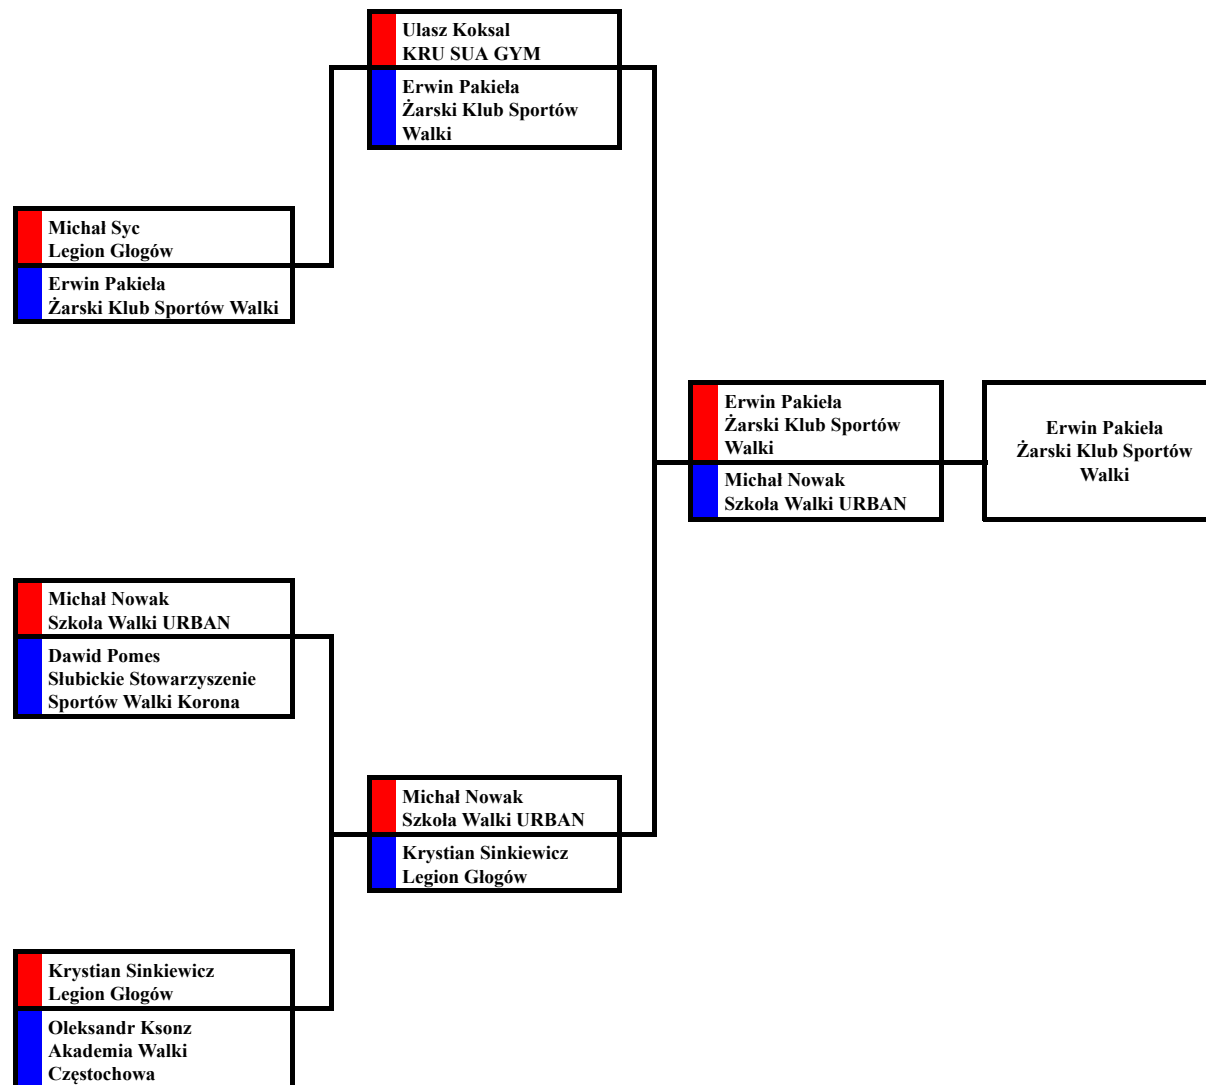 Ulasz Koksal
KRU SUA GYM
Erwin Pakieła
Żarski Klub Sportów
Walki
Michał Syc
Legion Głogów
Erwin Pakieła
Żarski Klub Sportów Walki
Erwin Pakieła
Żarski Klub Sportów
Walki
Michał Nowak
Szkoła Walki URBAN
Erwin Pakieła
Żarski Klub Sportów
Walki
Michał Nowak
Szkoła Walki URBAN
Dawid Pomes
Słubickie Stowarzyszenie
Sportów Walki Korona
Michał Nowak
Szkoła Walki URBAN
Krystian Sinkiewicz
Legion Głogów
Krystian Sinkiewicz
Legion Głogów
Oleksandr Ksonz
Akademia Walki
Częstochowa